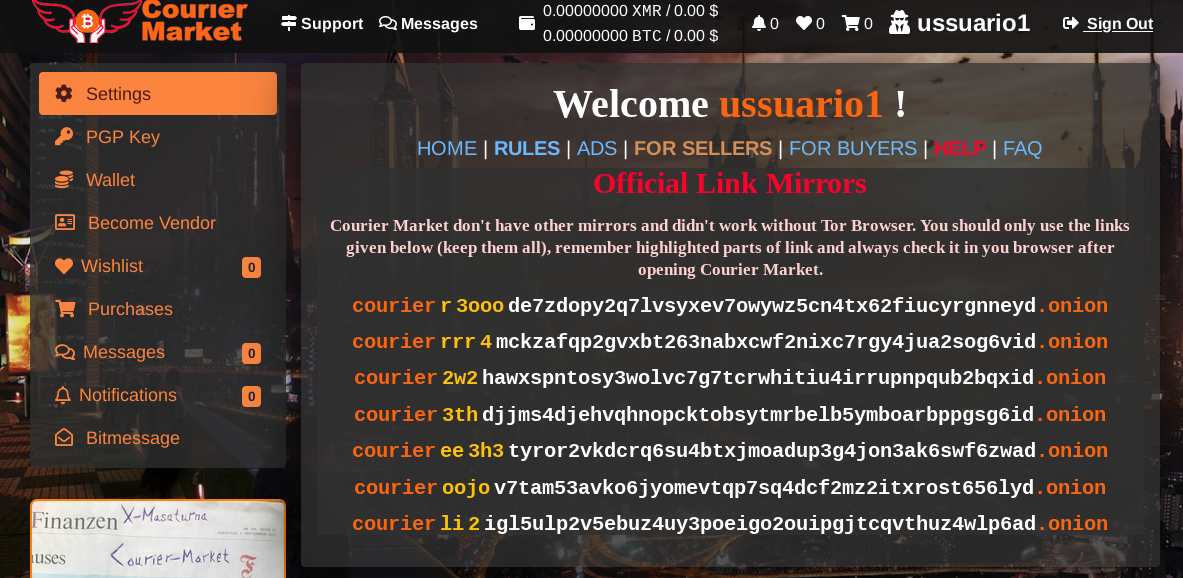 Courier
Market
Support
Messages
0.00000000 XMR / 0.00 $
0.00000000 BTC / 0.00 $
0
0
0
ussuario1
Sign Out
Settings
PGP Key
Wallet
Become Vendor
Wishlist 0
Purchases
Messages 0
Notifications 0
Bitmessage
Finanzen X-Masaturna
Courier-Market
Welcome ussuario1 !
HOME | RULES | ADS | FOR SELLERS | FOR BUYERS | HELP | FAQ
Official Link Mirrors
Courier Market don't have other mirrors and didn't work without Tor Browser. You should only use the links
given below (keep them all), remember highlighted parts of link and always check it in you browser after
opening Courier Market.
courier r 3ooo de7zdopy2q7lvsyxev7owywz5cn4tx62fiucyrgnneyd.onion
courier rrr 4 mckzafqp2gvxbt263nabxcwf2nixc7rgy4jua2sog6vid.onion
courier 2w2 hawxspntosy3wolvc7g7tcrwhitiu4irrupnpqub2bqxid.onion
courier 3th djjms4djehvqhnopcktobsytmrbelb5ymboarbppgsg6id.onion
courier ee 3h3 tyror2vkdcrq6su4btxjmoadup3g4jon3ak6swf6zwad.onion
courier oojo v7tam53avko6jyomevtqp7sq4dcf2mz2itxrost656lyd.onion
courier li 2 igl5ulp2v5ebuz4uy3poeigo2ouipgjtcqvthuz4wlp6ad.onion